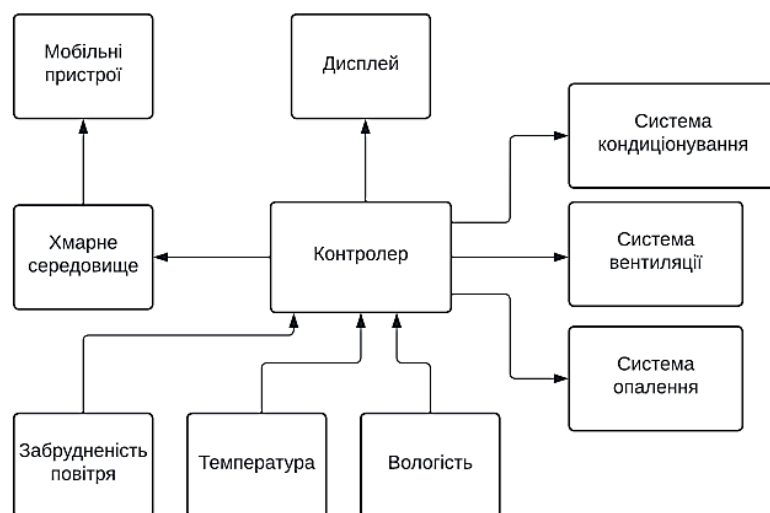 Мобільні
пристрої
Дисплей
Система
кондиціонування
Хмарне
середовище
Контролер
Система
вентиляції
Система
опалення
Забрудненість
повітря
Температура
Вологість